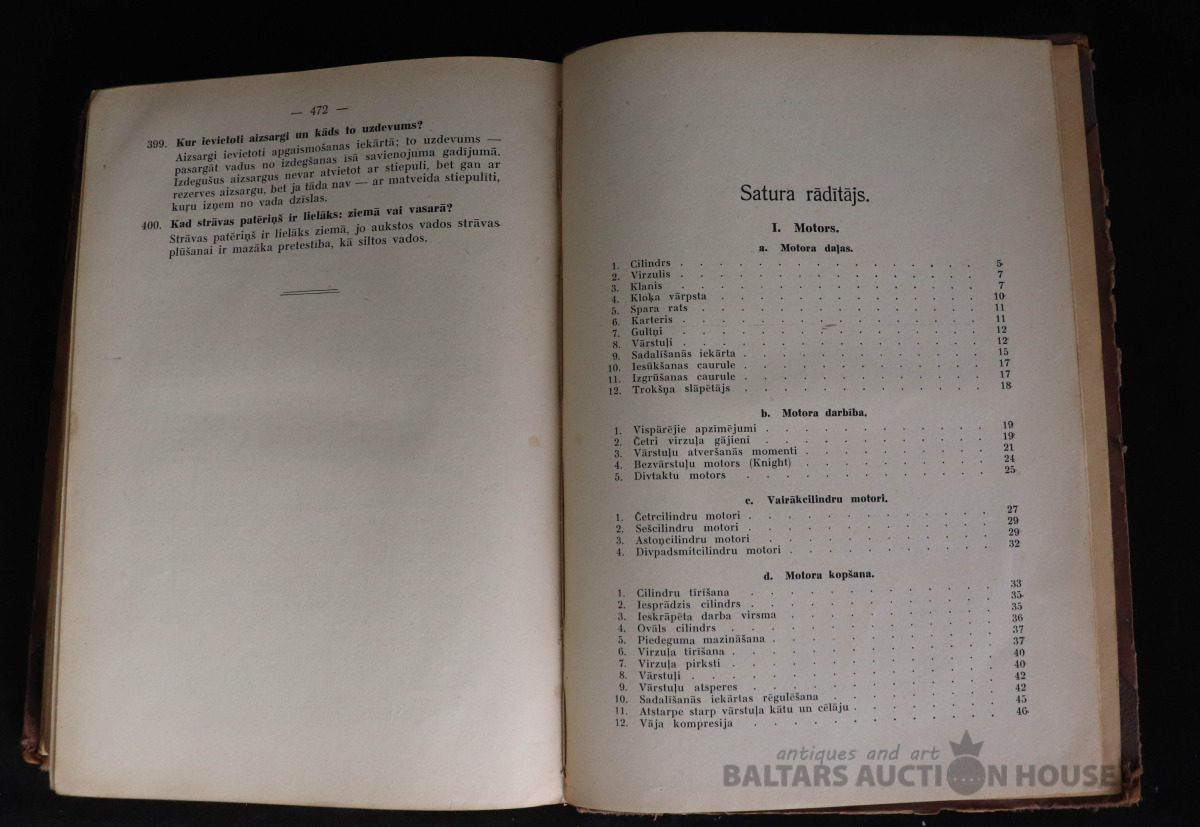 — 472 —
399. Kur ievietoti aizsargi un kāds to uzdevums?
Aizsargi ievietoti apgaismošanas iekārtā; to uzdevums —
pasargāt vadus no izdegšanas īsā savienojuma gadījumā.
Izdegušus aizsargus nevar atvietot ar stiepuli, bet gan ar
rezerves aizsargu, bet ja tāda nav — ar matveida stiepulīti,
kuŗu izņem no vada dzīslas.
400. Kad strāvas patēriņš ir lielāks: ziemā vai vasarā?
Strāvas patēriņš ir lielāks ziemā, jo aukstos vados strāvas
plūšanai ir mazāka pretestība, kā siltos vados.
Satura rādītājs.
I. Motors.
a. Motora daļas.
1. Cilindrs . . . . . . . . . . . . . . 5
2. Virzulis . . . . . . . . . . . . . . 7
3. Klanis . . . . . . . . . . . . . . 7
4. Kloķa vārpsta . . . . . . . . . . . . 10
5. Spara rats . . . . . . . . . . . . . 11
6. Karteris . . . . . . . . . . . . . . 11
7. Gultņi . . . . . . . . . . . . . . 12
8. Vārstuļi . . . . . . . . . . . . . . 12
9. Sadalīšanās iekārta . . . . . . . . . . . 15
10. Iesūkšanas caurule . . . . . . . . . . . 17
11. Izgrūšanas caurule . . . . . . . . . . . 17
12. Trokšņa slāpētājs . . . . . . . . . . . 18
b. Motora darbība.
1. Vispārējie apzīmējumi . . . . . . . . . . 19
2. Četri virzuļa gājieni . . . . . . . . . . . 19
3. Vārstuļu atveršanās momenti . . . . . . . . . 21
4. Bezvārstuļu motors (Knight) . . . . . . . . . 24
5. Divtaktu motors . . . . . . . . . . . 25
c. Vairākcilindru motori.
1. Četrcilindru motori . . . . . . . . . . . 27
2. Sešcilindru motori . . . . . . . . . . . 29
3. Astoņcilindru motori . . . . . . . . . . 29
4. Divpadsmitcilindru motori . . . . . . . . . 32
d. Motora kopšana.
1. Cilindru tīrīšana . . . . . . . . . . . 33
2. Iesprādzis cilindrs . . . . . . . . . . . 35
3. Ieskrāpēta darba virsma . . . . . . . . . 35
4. Ovāls cilindrs . . . . . . . . . . . . 36
5. Piedeguma mazināšana . . . . . . . . . . 37
6. Virzuļa tīrīšana . . . . . . . . . . . . 37
7. Virzuļa pirksti . . . . . . . . . . . . 40
8. Vārstuļi . . . . . . . . . . . . . . 40
9. Vārstuļu atsperes . . . . . . . . . . . 42
10. Sadalīšanās iekārtas rēgulēšana . . . . . . . . 42
11. Atstarpe starp vārstuļa kātu un cēlāju . . . . . . 45
12. Vāja kompresija . . . . . . . . . . . 46
antiques and art
BALTARS AUCTION HOUSE